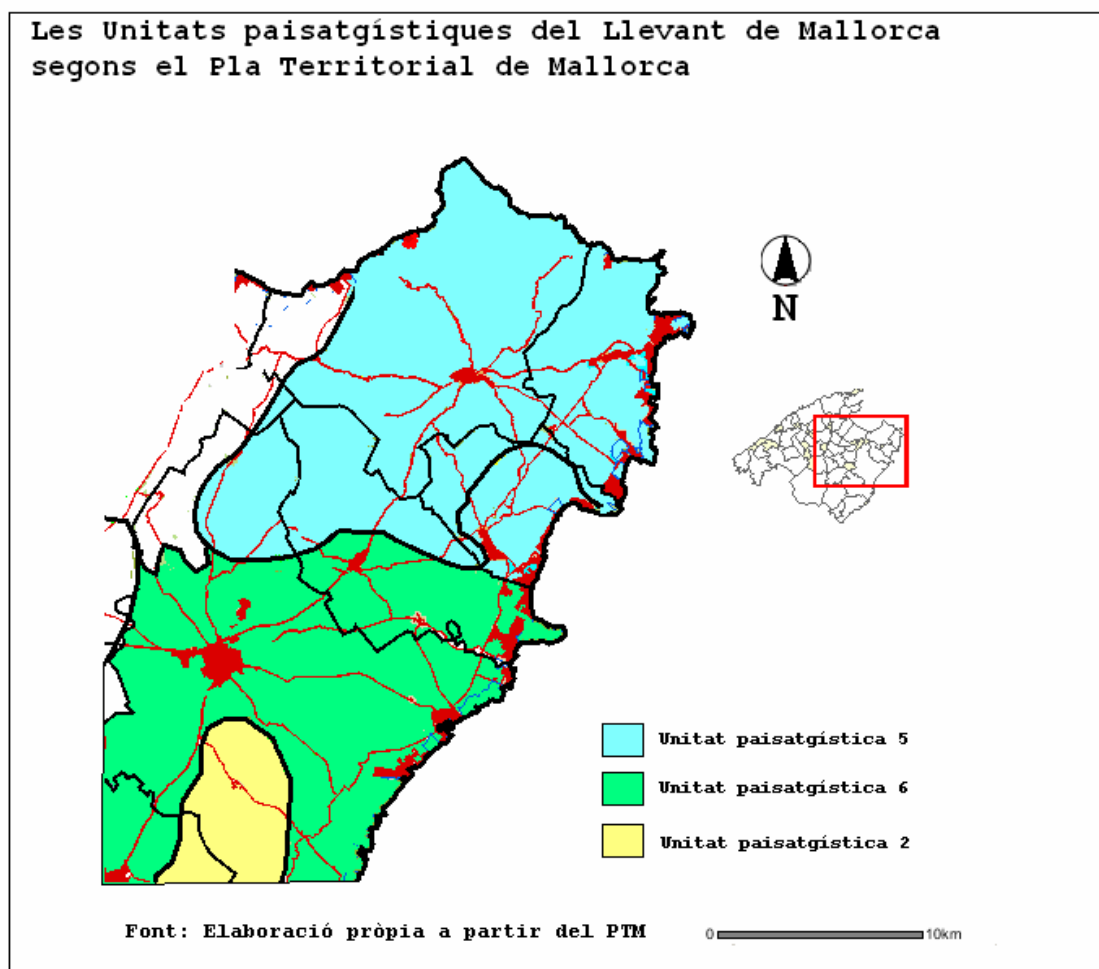 Les Unitats paisatgístiques del Llevant de Mallorca
segons el Pla Territorial de Mallorca
N
Unitat paisatgística 5
Unitat paisatgística 6
Unitat paisatgística 2
Font: Elaboració pròpia a partir del PTM
0 10km